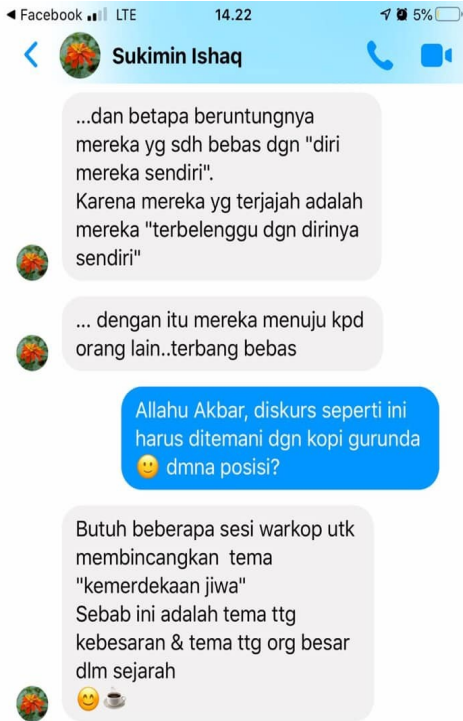 Facebook LTE 14.22 5%
Sukimin Ishaq
...dan betapa beruntungnya
mereka yg sdh bebas dgn "diri
mereka sendiri".
Karena mereka yg terjajah adalah
mereka "terbelenggu dgn dirinya
sendiri"
... dengan itu mereka menuju kpd
orang lain..terbang bebas
Allahu Akbar, diskurs seperti ini
harus ditemani dgn kopi gurunda
🙂 dmna posisi?
Butuh beberapa sesi warkop utk
membincangkan tema
"kemerdekaan jiwa"
Sebab ini adalah tema ttg
kebesaran & tema ttg org besar
dlm sejarah
😊☕